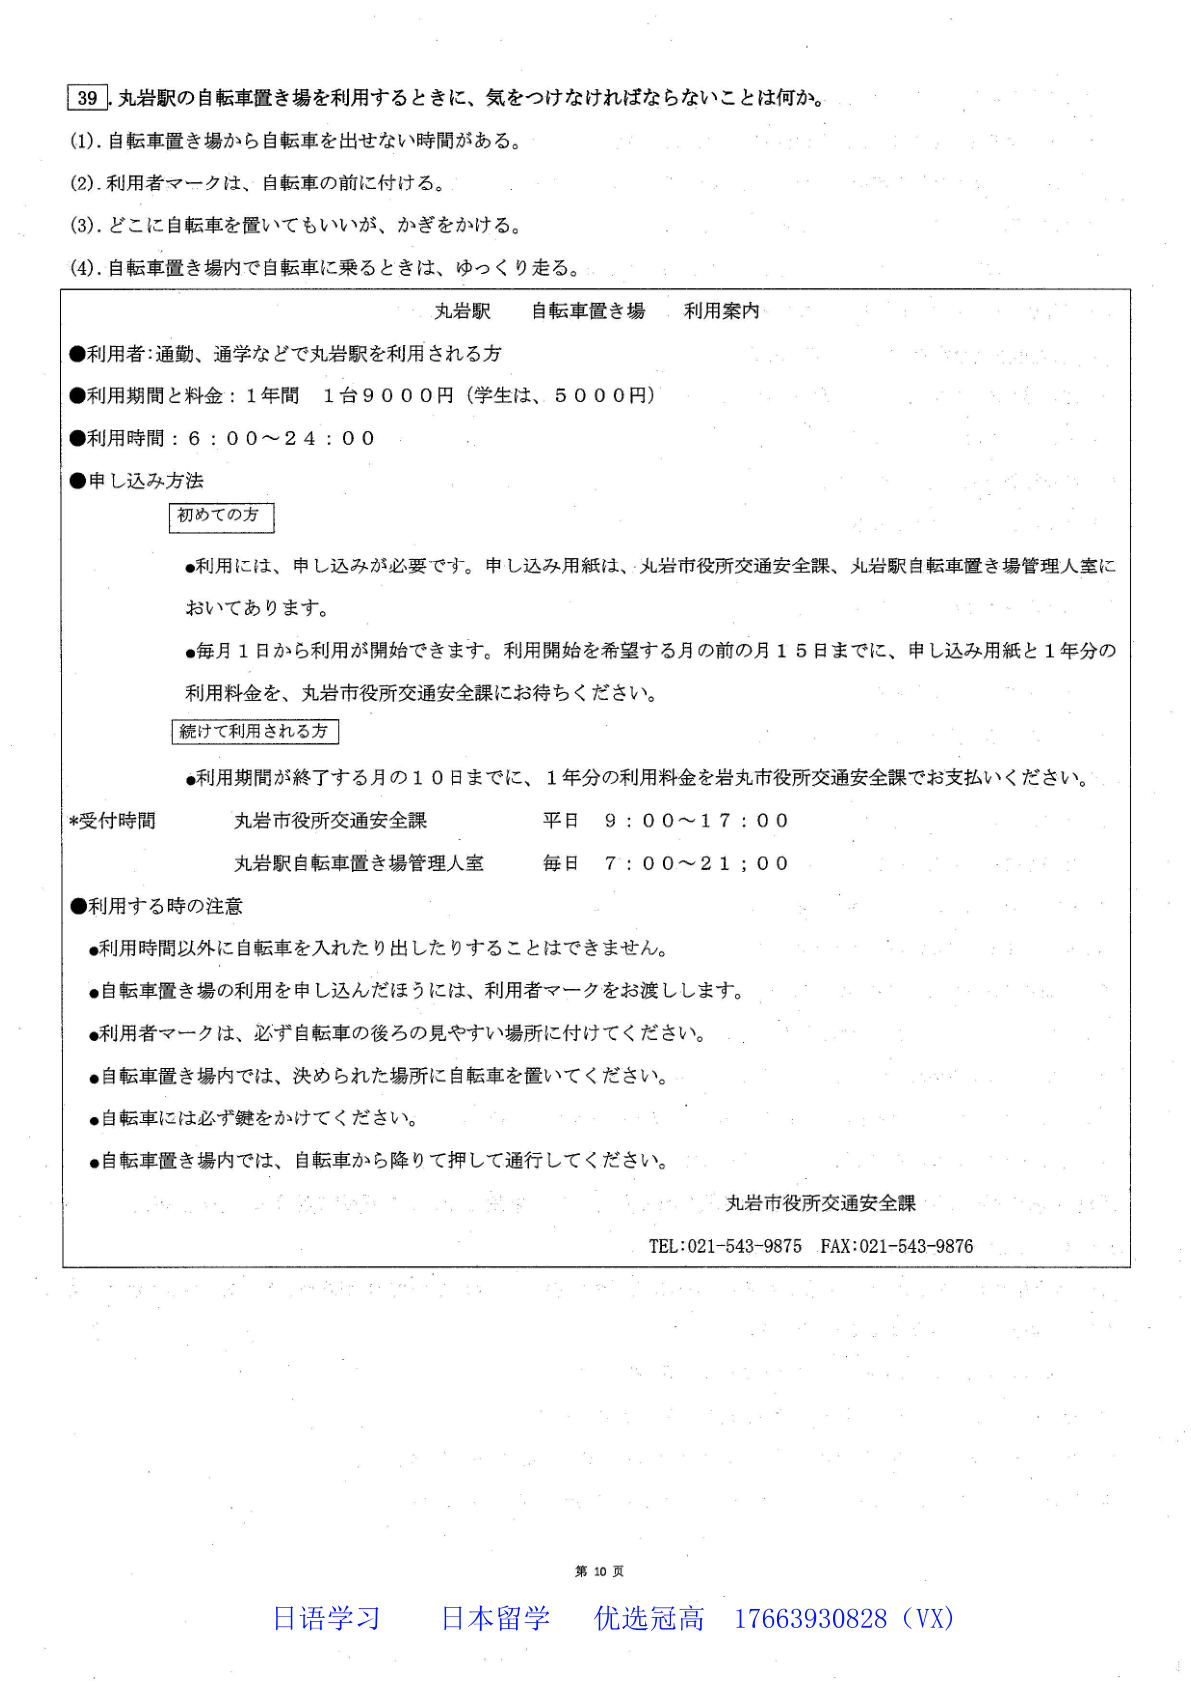 39.丸岩駅の自転車置き場を利用するときに、気をつけなければならないことは何か。
(1).自転車置き場から自転車を出せない時間がある。
(2).利用者マークは、自転車の前に付ける。
(3).どこに自転車を置いてもいいが、かぎをかける。
(4).自転車置き場内で自転車に乗るときは、ゆっくり走る。
丸岩駅　自転車置き場　利用案内
●利用者:通勤、通学などで丸岩駅を利用される方
●利用期間と料金：１年間　１台９０００円（学生は、５０００円）
●利用時間：６：００～２４：００
●申し込み方法
初めての方
●利用には、申し込みが必要です。申し込み用紙は、丸岩市役所交通安全課、丸岩駅自転車置き場管理人室に
おいてあります。
●毎月１日から利用が開始できます。利用開始を希望する月の前の月１５日までに、申し込み用紙と１年分の
利用料金を、丸岩市役所交通安全課にお待ちください。
続けて利用される方
●利用期間が終了する月の１０日までに、１年分の利用料金を岩丸市役所交通安全課でお支払いください。
*受付時間　丸岩市役所交通安全課　平日　９：００～１７：００
丸岩駅自転車置き場管理人室　毎日　７：００～２１；００
●利用する時の注意
●利用時間以外に自転車を入れたり出したりすることはできません。
●自転車置き場の利用を申し込んだほうには、利用者マークをお渡しします。
●利用者マークは、必ず自転車の後ろの見やすい場所に付けてください。
●自転車置き場内では、決められた場所に自転車を置いてください。
●自転車には必ず鍵をかけてください。
●自転車置き場内では、自転車から降りて押して通行してください。
丸岩市役所交通安全課
TEL:021-543-9875　FAX:021-543-9876
第 10 页
日语学习　日本留学　优选冠高　17663930828（VX）